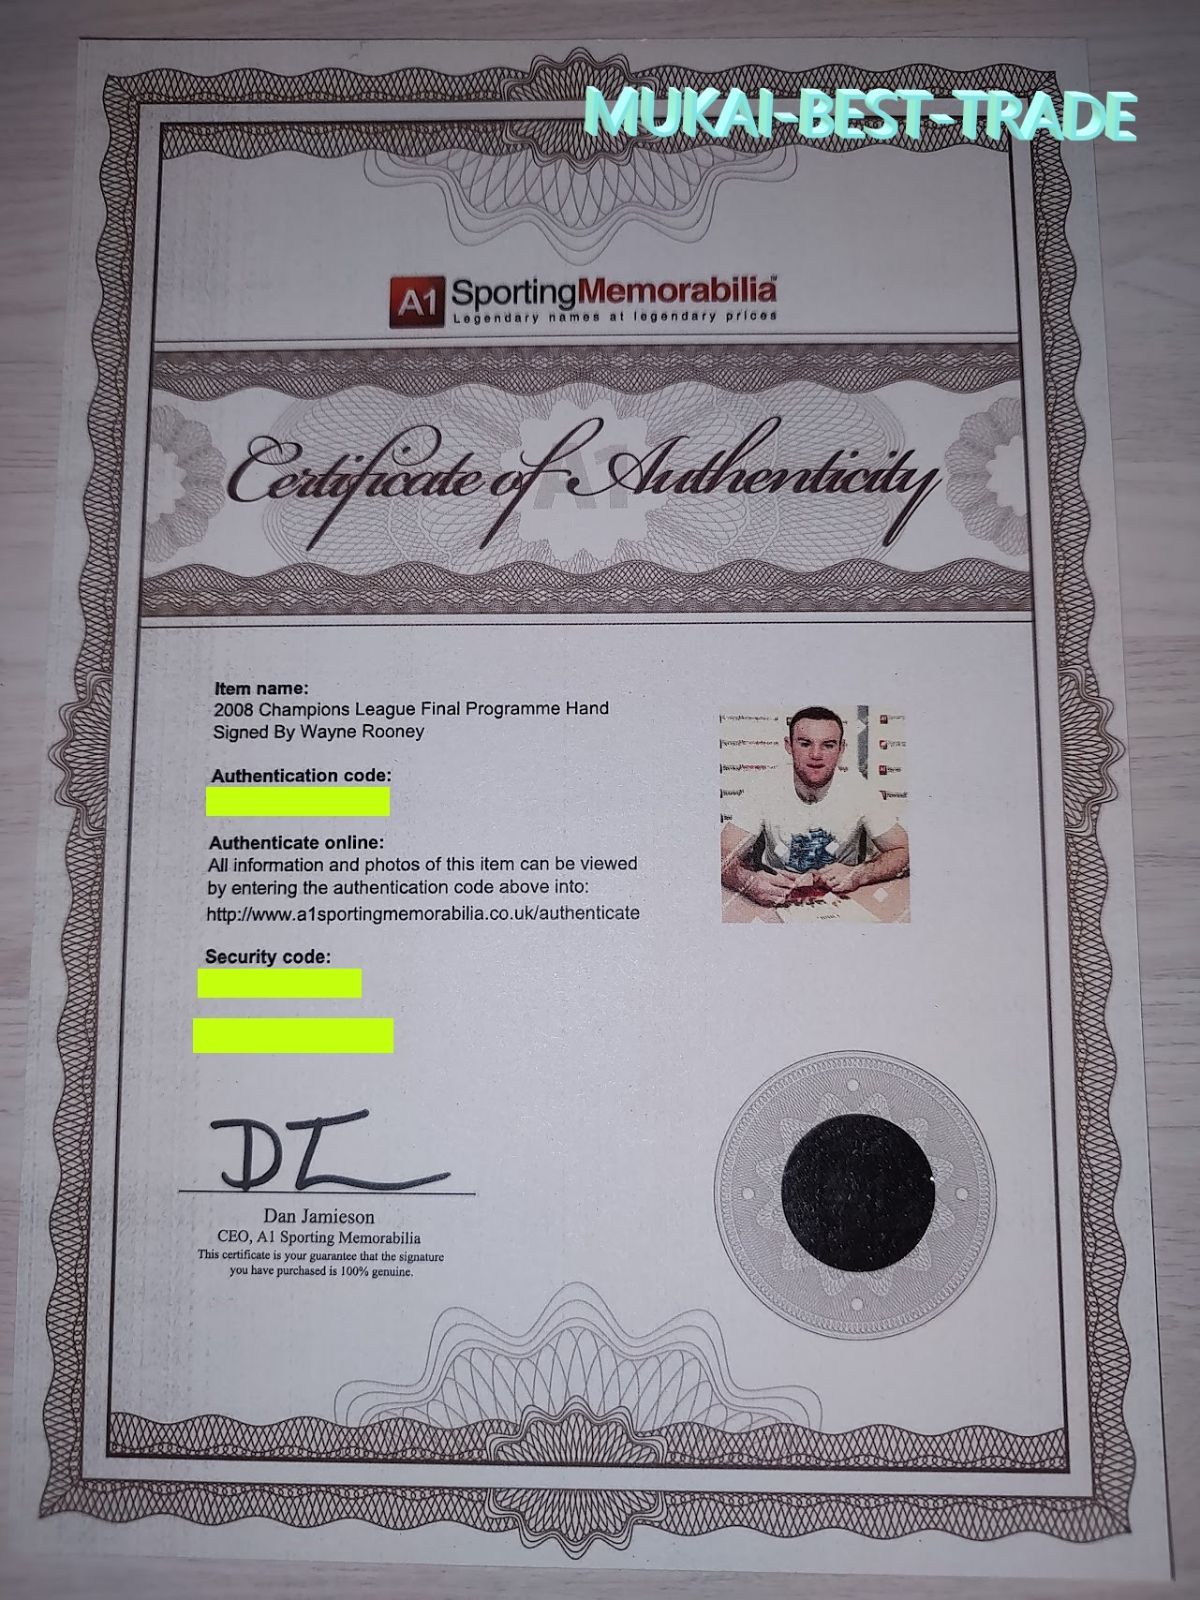 MUKAI-BEST-TRADE
A1 SportingMemorabilia™
Legendary names at legendary prices
Certificate of Authenticity
Item name:
2008 Champions League Final Programme Hand
Signed By Wayne Rooney
Authentication code:
Authenticate online:
All information and photos of this item can be viewed
by entering the authentication code above into:
http://www.a1sportingmemorabilia.co.uk/authenticate
Security code:
Dan Jamieson
CEO, A1 Sporting Memorabilia
This certificate is your guarantee that the signature
you have purchased is 100% genuine.